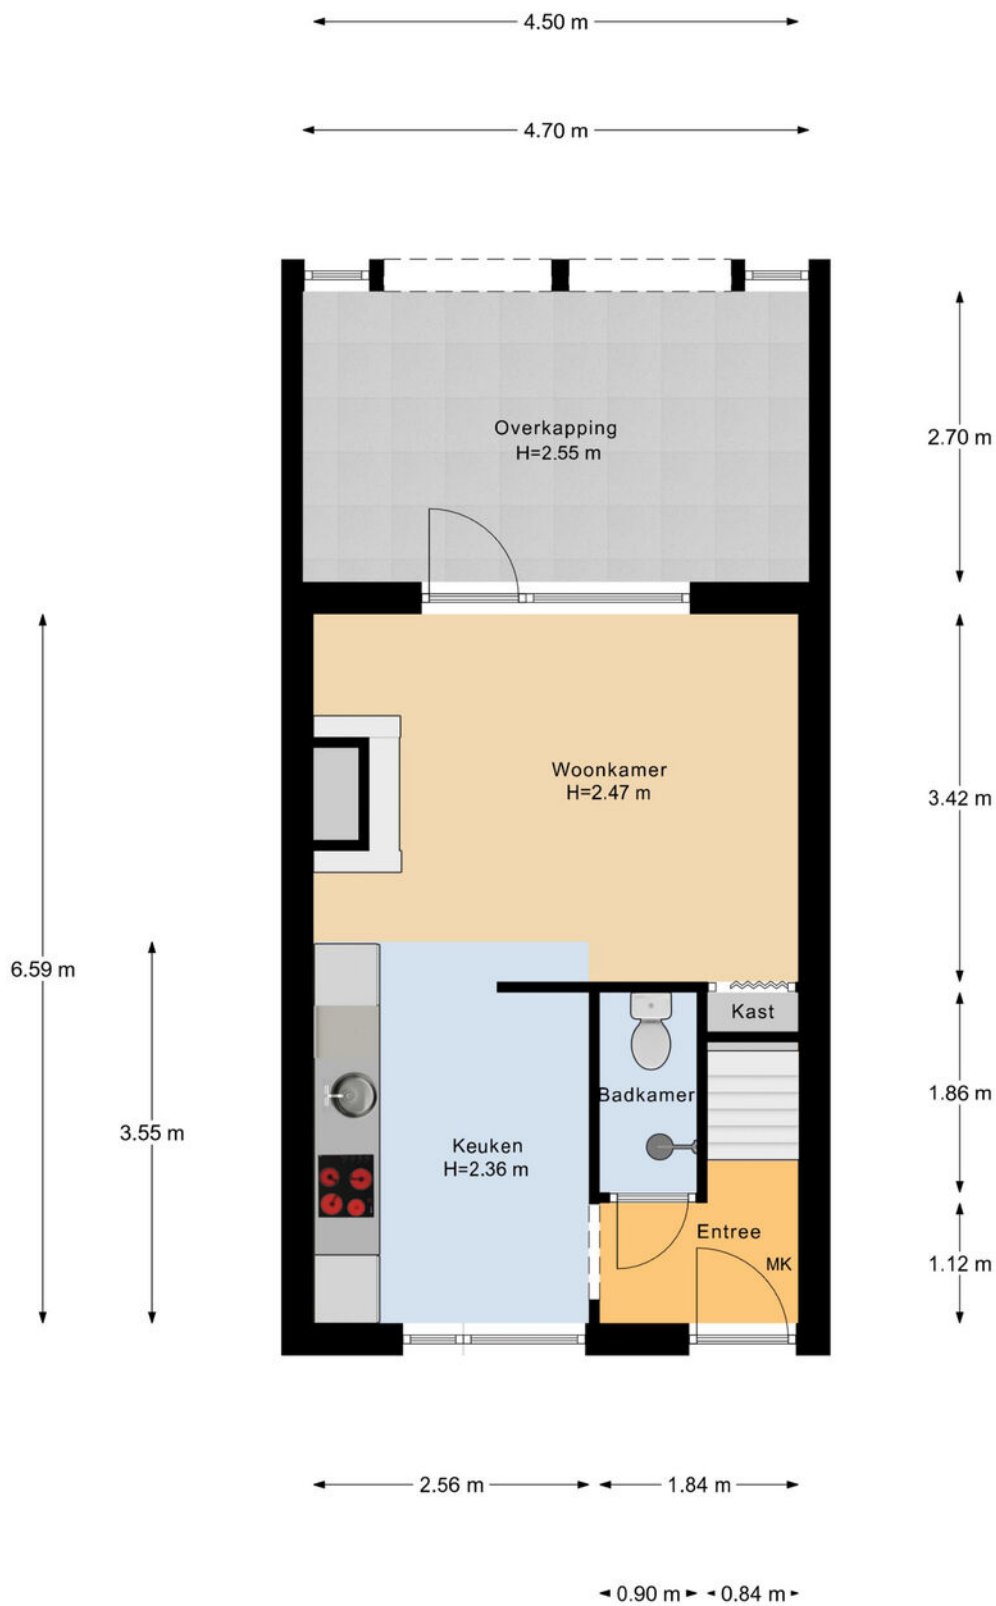 4.50 m
4.70 m
Overkapping
H=2.55 m
2.70 m
Woonkamer
H=2.47 m
3.42 m
6.59 m
Kast
Badkamer
1.86 m
3.55 m
Keuken
H=2.36 m
Entree
MK
1.12 m
2.56 m
1.84 m
0.90 m
0.84 m